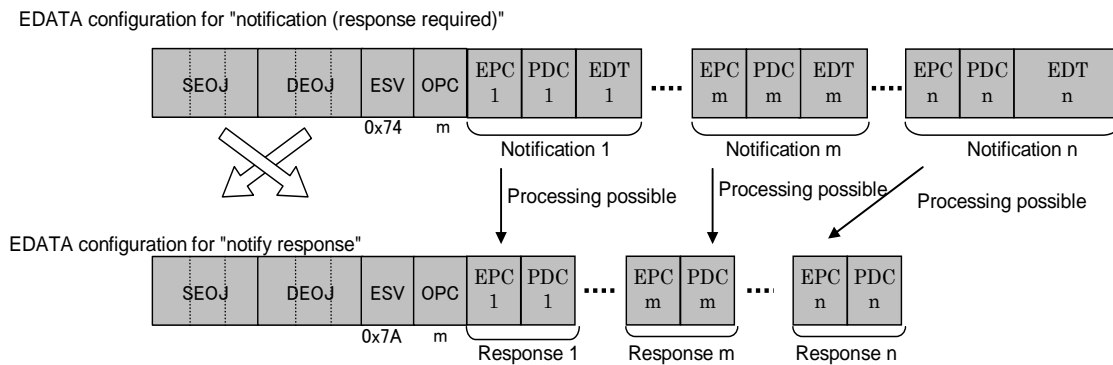 EDATA configuration for "notification (response required)"
SEOJ DEOJ ESV OPC EPC 1 PDC 1 EDT 1 ····· EPC m PDC m EDT m ····· EPC n PDC n EDT n
0x74 m
Notification 1 Notification m Notification n
Processing possible Processing possible Processing possible
EDATA configuration for "notify response"
SEOJ DEOJ ESV OPC EPC 1 PDC 1 ····· EPC m PDC m ···· EPC n PDC n
0x7A m
Response 1 Response m Response n